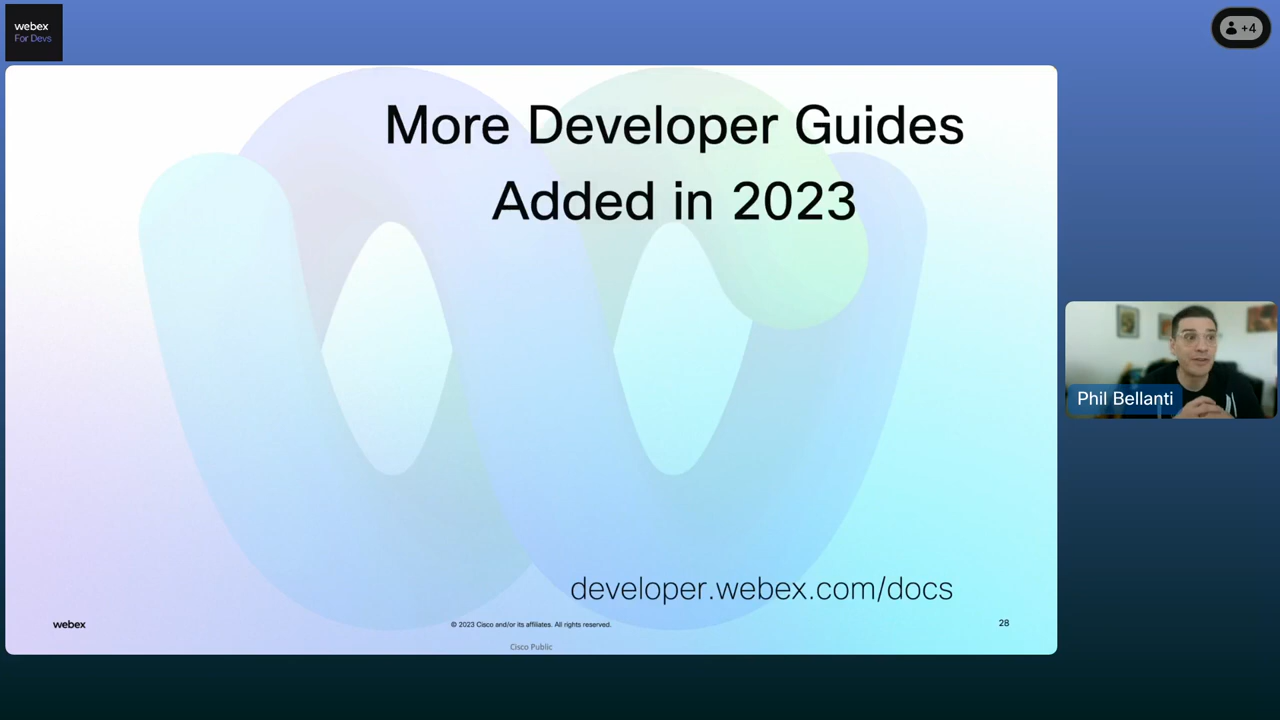 webex
For Devs
+4
More Developer Guides
Added in 2023
Phil Bellanti
developer.webex.com/docs
webex
© 2023 Cisco and/or its affiliates. All rights reserved.
28
Cisco Public